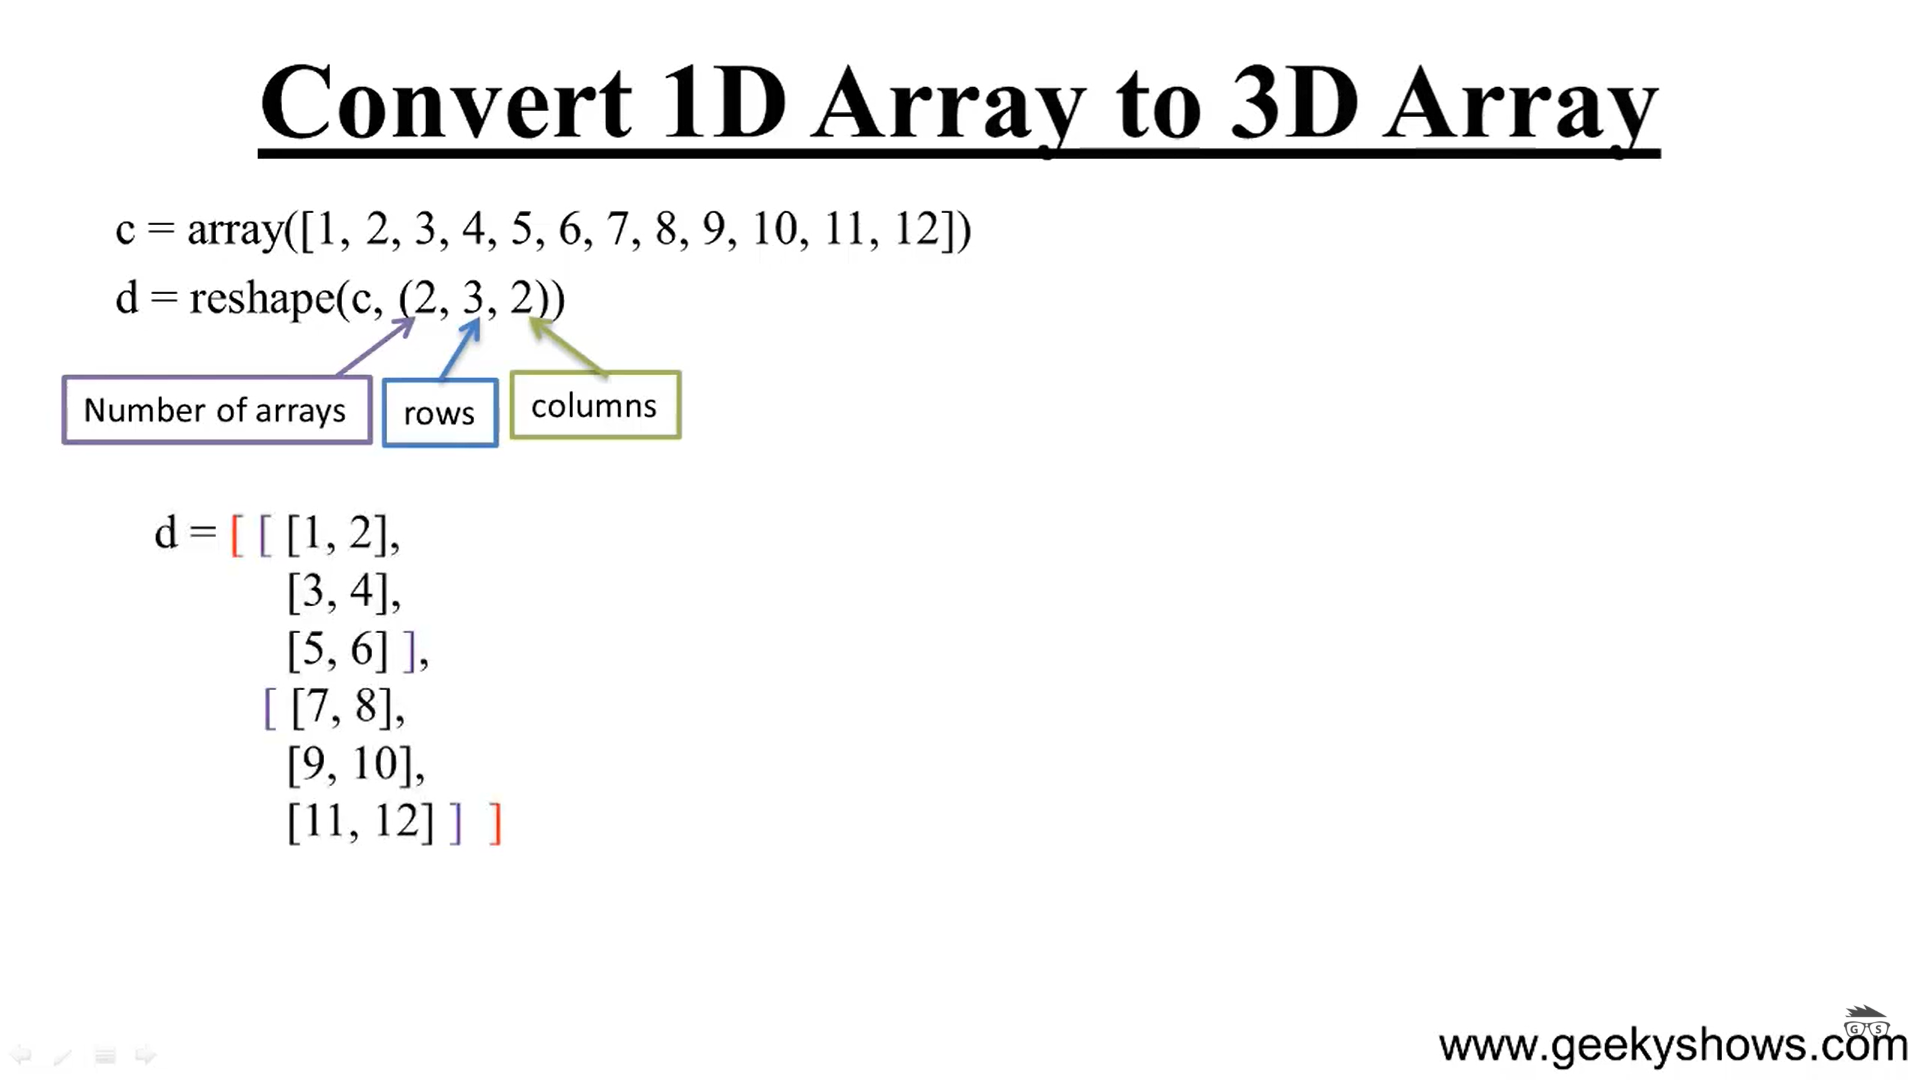 Convert 1D Array to 3D Array
c = array([1, 2, 3, 4, 5, 6, 7, 8, 9, 10, 11, 12])
d = reshape(c, (2, 3, 2))
Number of arrays
rows
columns
d = [ [ [1, 2],
[3, 4],
[5, 6] ],
[ [7, 8],
[9, 10],
[11, 12] ] ]
G S
www.geekyshows.com